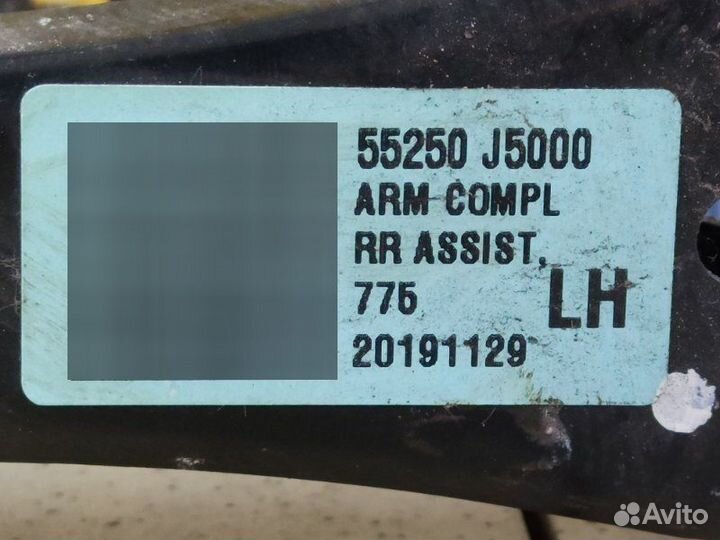 55250 J5000
ARM COMPL
RR ASSIST,
775 LH
20191129
Avito